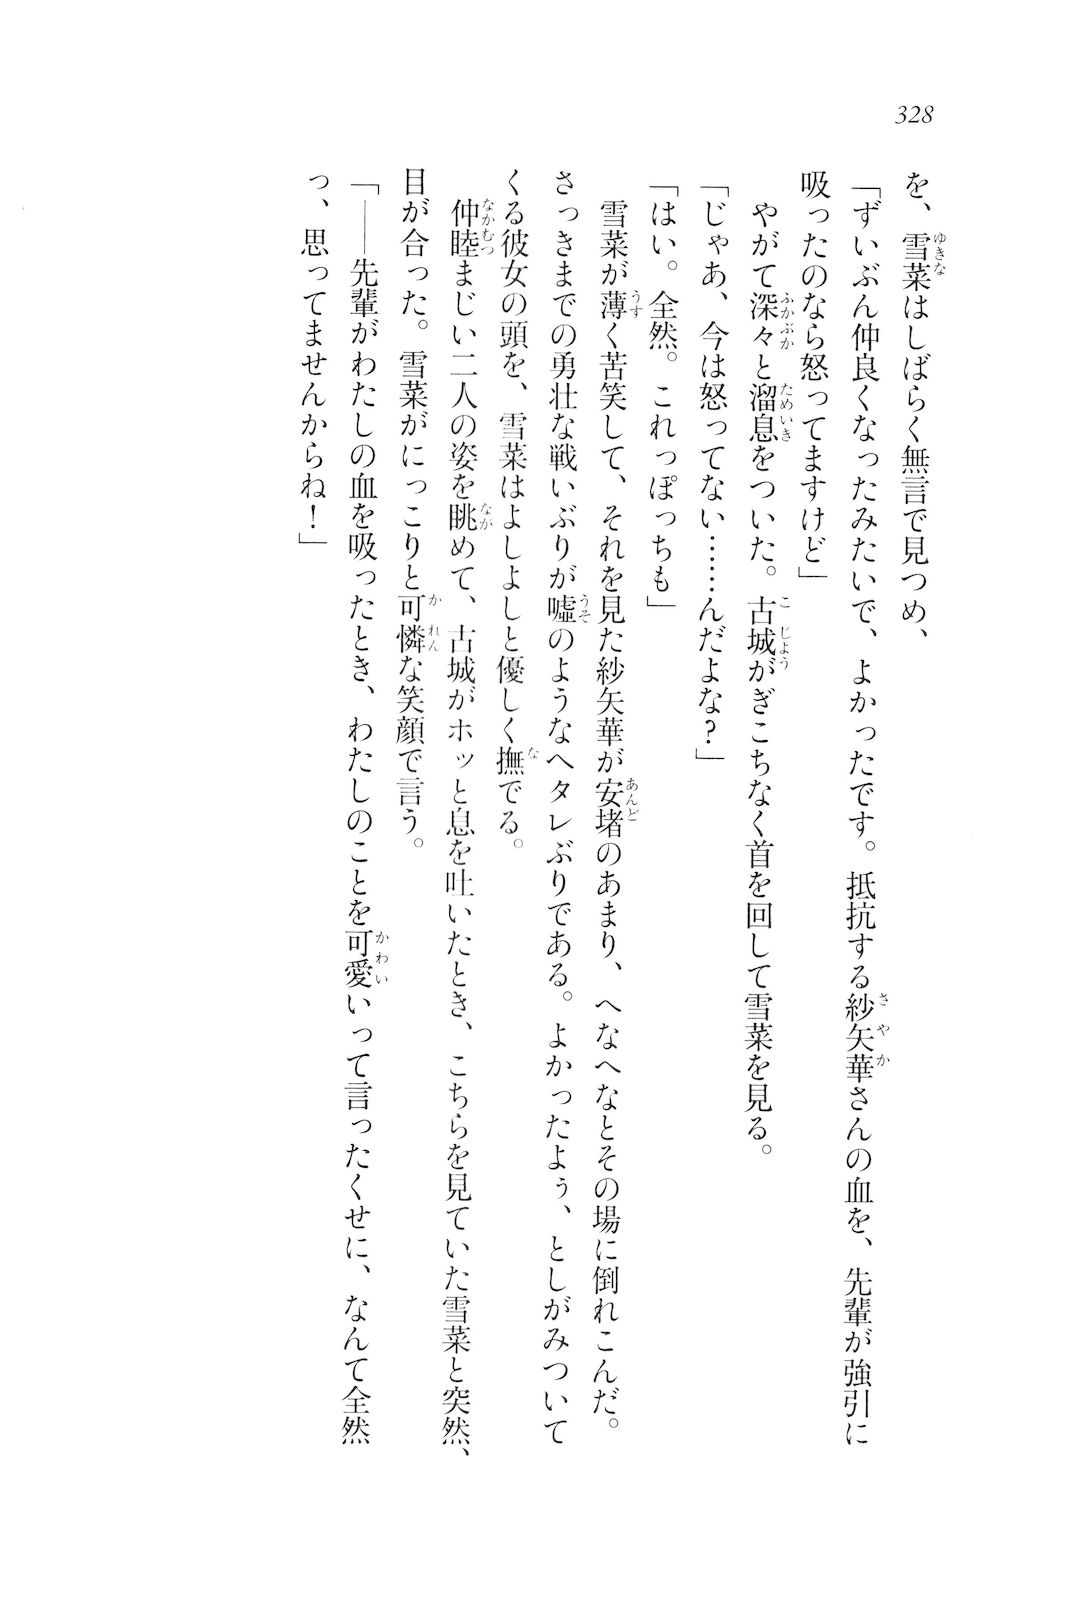 328
を、雪菜はしばらく無言で見つめ、
「ずいぶん仲良くなったみたいで、よかったです。抵抗する紗矢華さんの血を、先輩が強引に
吸ったのなら怒ってますけど」
　やがて深々と溜息をついた。古城がぎこちなく首を回して雪菜を見る。
「じゃあ、今は怒ってない……んだよな？」
「はい。全然。これっぽっちも」
　雪菜が薄く苦笑して、それを見た紗矢華が安堵のあまり、へなへなとその場に倒れこんだ。
さっきまでの勇壮な戦いぶりが嘘のようなヘタレぶりである。よかったよぅ、としがみついて
くる彼女の頭を、雪菜はよしよしと優しく撫でる。
　仲睦まじい二人の姿を眺めて、古城がホッと息を吐いたとき、こちらを見ていた雪菜と突然、
目が合った。雪菜がにっこりと可憐な笑顔で言う。
「——先輩がわたしの血を吸ったとき、わたしのことを可愛いって言ったくせに、なんて全然
っ、思ってませんからね！」